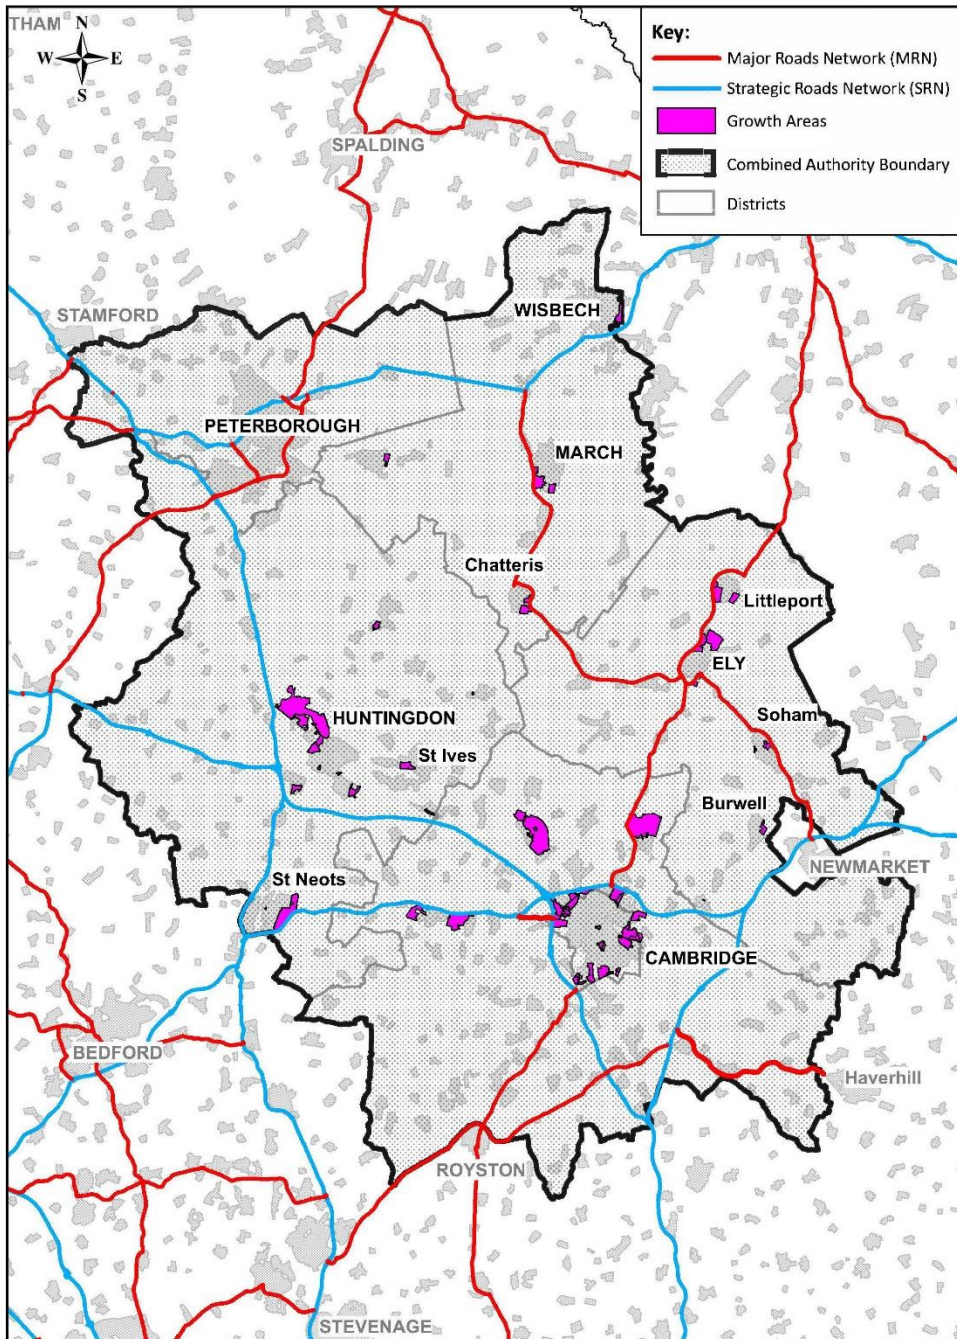 THAM
N
W E
S
Key:
Major Roads Network (MRN)
Strategic Roads Network (SRN)
Growth Areas
Combined Authority Boundary
Districts
SPALDING
WISBECH
STAMFORD
PETERBOROUGH
MARCH
Chatteris
Littleport
ELY
HUNTINGDON
Soham
St Ives
Burwell
NEWMARKET
St Neots
CAMBRIDGE
BEDFORD
Haverhill
ROYSTON
STEVENAGE